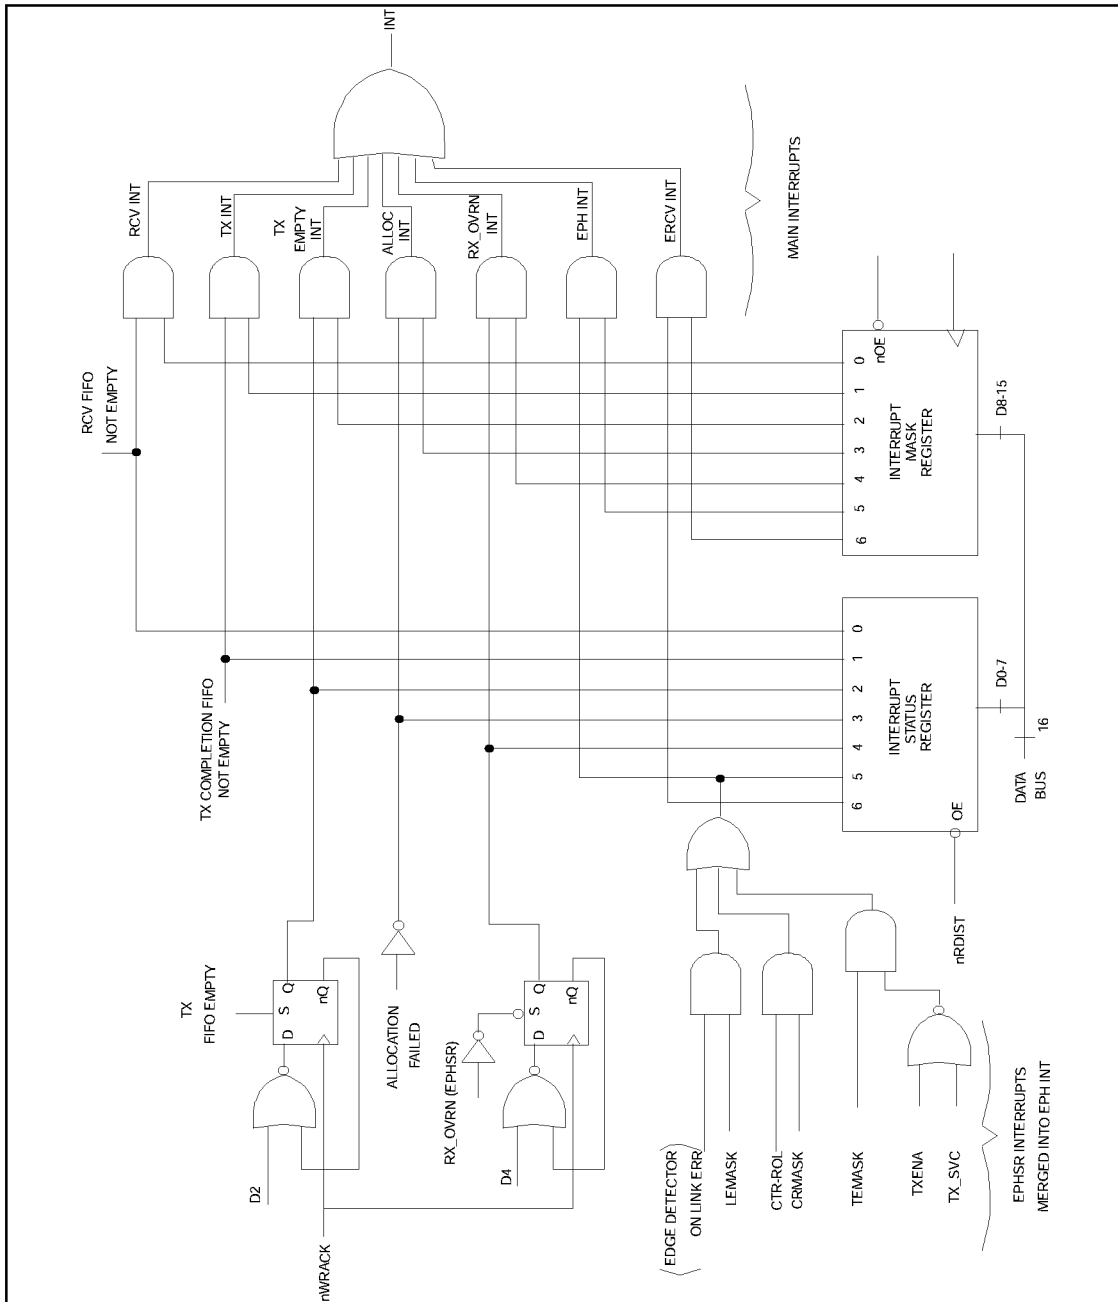 INT
RCV INT
TX INT
TX
EMPTY
INT
ALLOC
INT
RX_OVRN
INT
EPH INT
ERCV INT
MAIN INTERRUPTS
RCV FIFO
NOT EMPTY
TX COMPLETION FIFO
NOT EMPTY
nOE
0
1
2
3
4
5
6
INTERRUPT
MASK
REGISTER
D8-15
0
1
2
3
4
5
6
INTERRUPT
STATUS
REGISTER
OE
D0-7
16
DATA
BUS
nRDIST
TX
FIFO EMPTY
D
S
Q
nQ
D2
nWRACK
ALLOCATION
FAILED
RX_OVRN (EPHSR)
D
S
Q
nQ
D4
EDGE DETECTOR
ON LINK ERR
LEMASK
CTR-ROL
CRMASK
TEMASK
TXENA
TX_SVC
EPHSR INTERRUPTS
MERGED INTO EPH INT